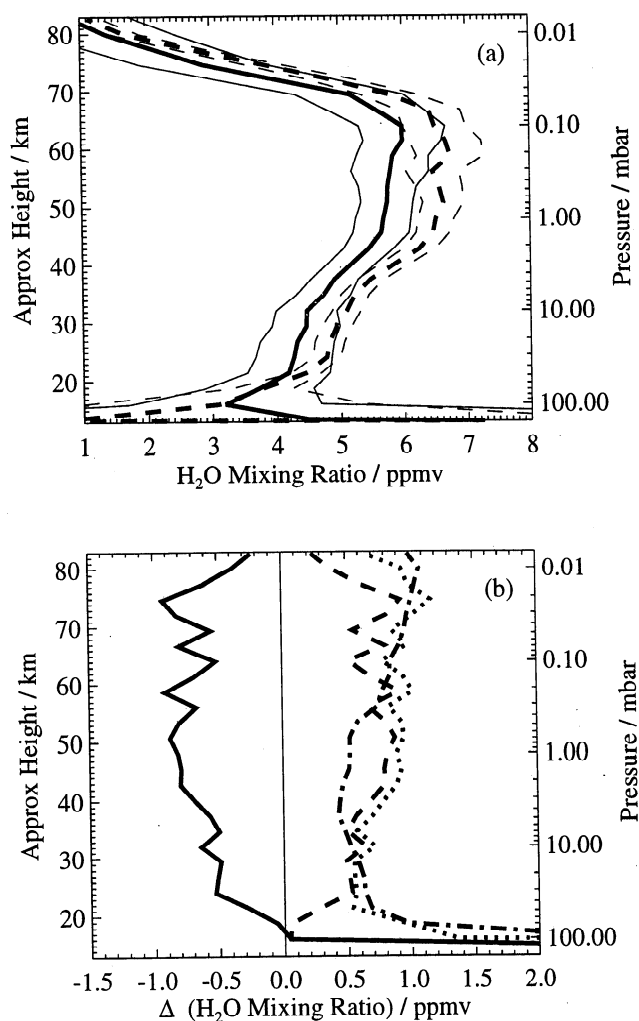 (a)
80
70
60
50
40
30
20
Approx Height / km
0.01
0.10
1.00
10.00
100.00
Pressure / mbar
1 2 3 4 5 6 7 8
H₂O Mixing Ratio / ppmv
(b)
80
70
60
50
40
30
20
Approx Height / km
0.01
0.10
1.00
10.00
100.00
Pressure / mbar
-1.5 -1.0 -0.5 0.0 0.5 1.0 1.5 2.0
Δ (H₂O Mixing Ratio) / ppmv